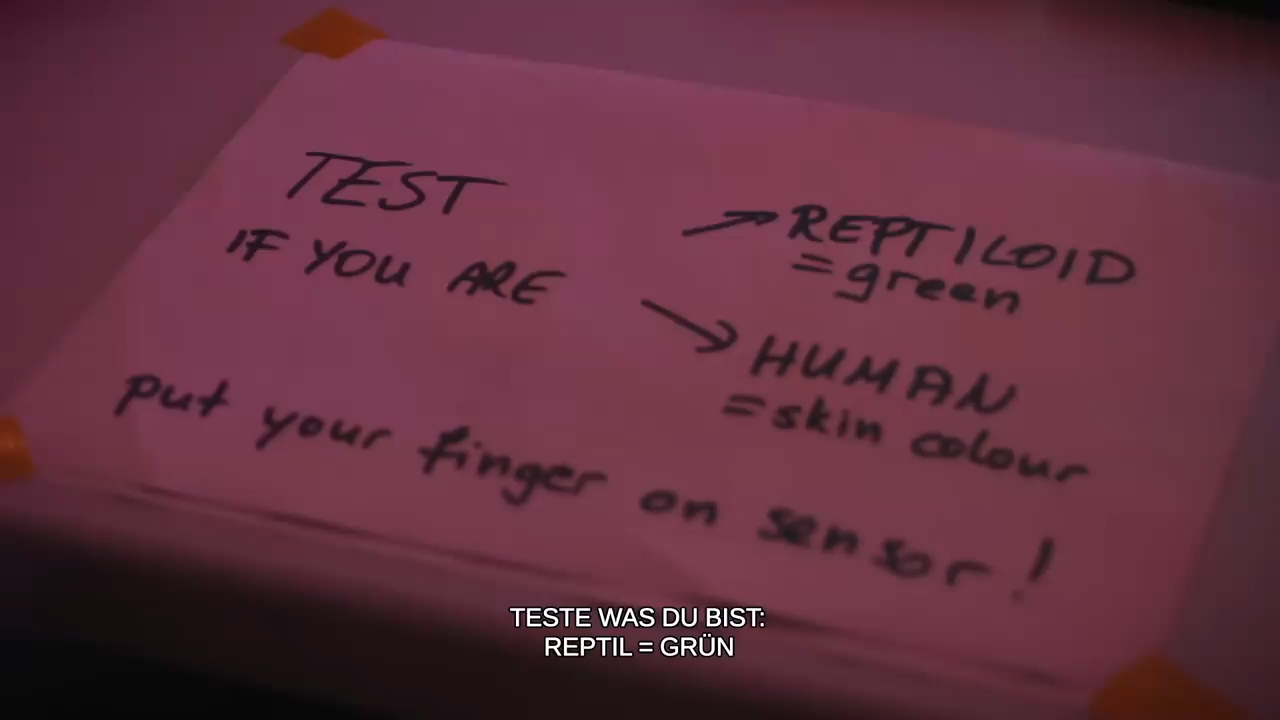 TEST
IF YOU ARE
→ REPTILOID
= green
→ HUMAN
= skin colour
put your finger on sensor!
TESTE WAS DU BIST:
REPTIL = GRÜN